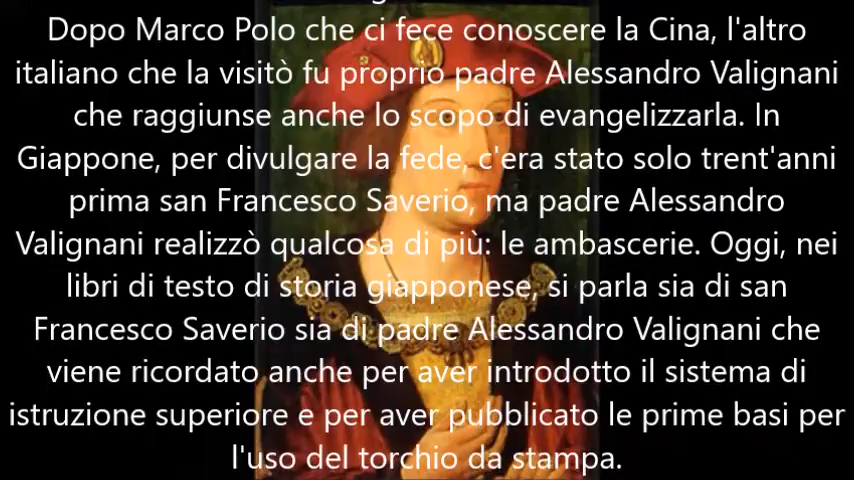 Dopo Marco Polo che ci fece conoscere la Cina, l'altro
italiano che la visitò fu proprio padre Alessandro Valignani
che raggiunse anche lo scopo di evangelizzarla. In
Giappone, per divulgare la fede, c'era stato solo trent'anni
prima san Francesco Saverio, ma padre Alessandro
Valignani realizzò qualcosa di più: le ambascerie. Oggi, nei
libri di testo di storia giapponese, si parla sia di san
Francesco Saverio sia di padre Alessandro Valignani che
viene ricordato anche per aver introdotto il sistema di
istruzione superiore e per aver pubblicato le prime basi per
l'uso del torchio da stampa.